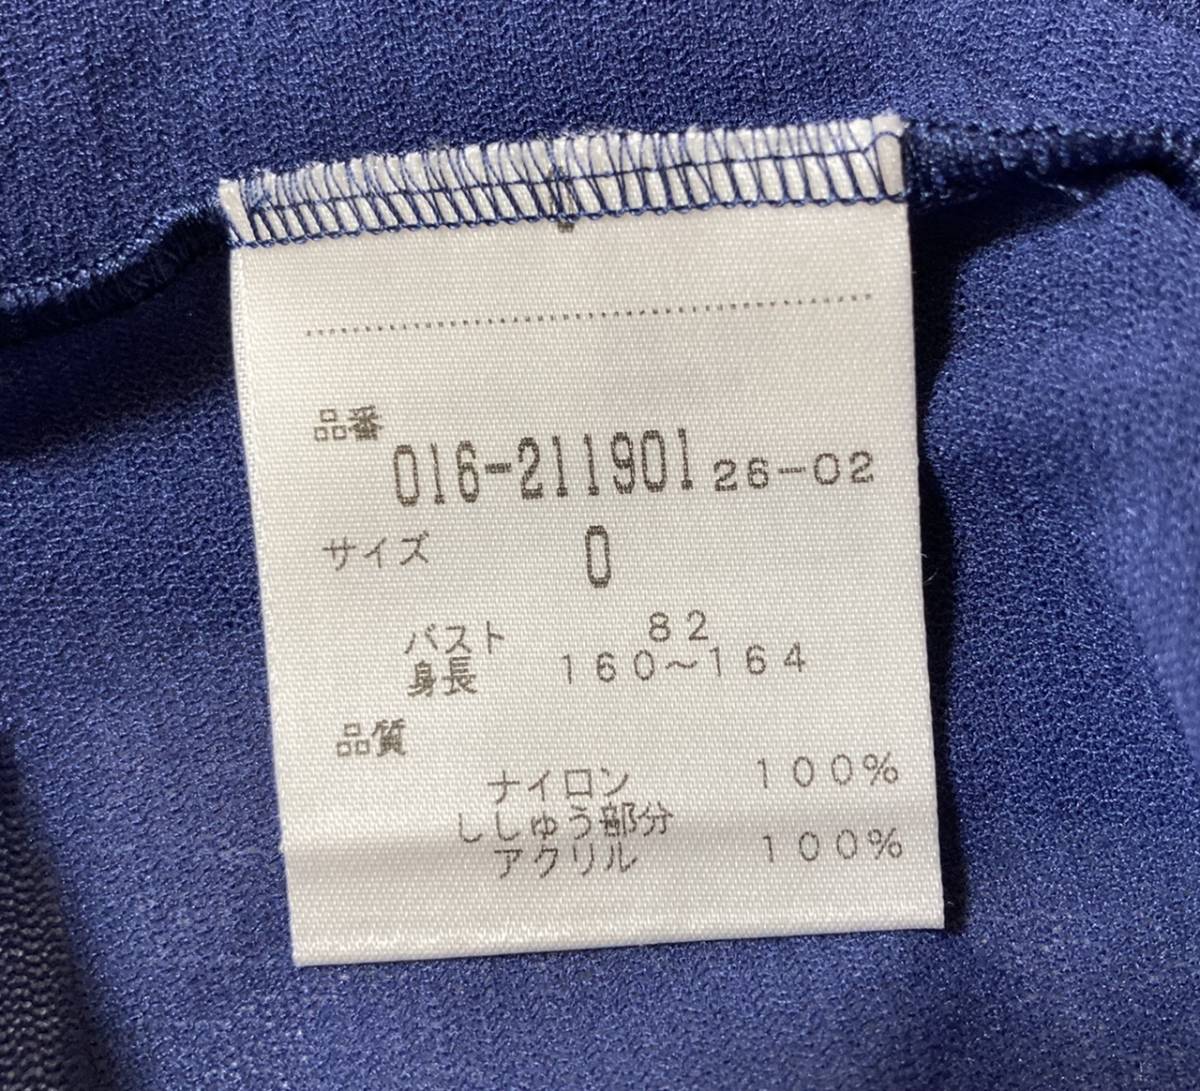 品番
016-211901 26-02
サイズ 0
バスト 82
身長 160~164
品質
ナイロン 100%
ししゅう部分
アクリル 100%